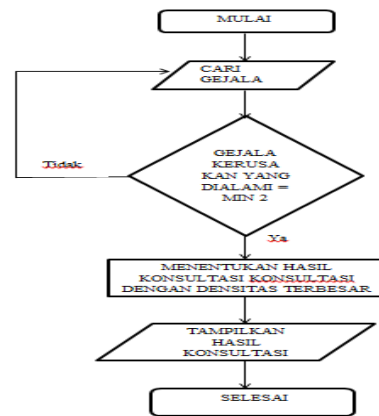 MULAI
CARI
GEJALA
GEJALA
KERUSA
KAN YANG
DIALAMI =
MIN 2
Tidak
Ya
MENENTUKAN HASIL
KONSULTASI KONSULTASI
DENGAN DENSITAS TERBESAR
TAMPILKAN
HASIL
KONSULTASI
SELESAI